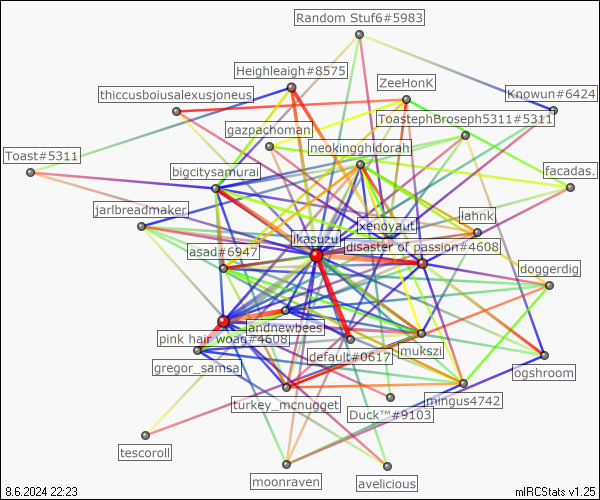 Random Stuf6#5983
Heighleaigh#8575
ZeeHonK
thiccusboiusalexusjoneus
Knowun#6424
ToastephBroseph5311#5311
gazpachoman
neokingghidorah
Toast#5311
bigcitysamurai
facadas.
jarlbreadmaker
lahnk
xenoyaut
ikasuzu
asad#6947
disaster of passion#4608
doggerdig
andnewbees
pink hair woag#4608
default#0617
mukszi
gregor_samsa
ogshroom
turkey_mcnugget
mingus4742
Duck™#9103
tescoroll
moonraven
avelicious
8.6.2024 22:23
mIRCStats v1.25